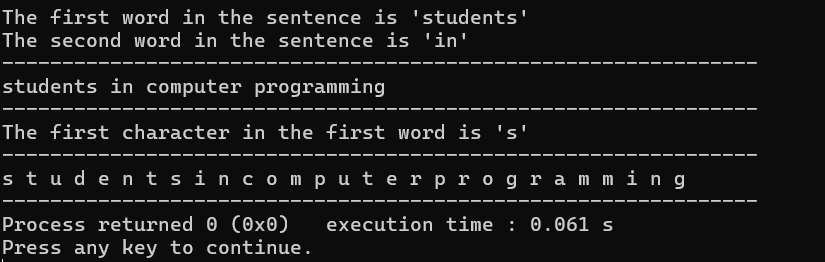 The first word in the sentence is 'students'
The second word in the sentence is 'in'
---------------------------------------------------------------
students in computer programming
---------------------------------------------------------------
The first character in the first word is 's'
---------------------------------------------------------------
s t u d e n t s i n c o m p u t e r p r o g r a m m i n g
---------------------------------------------------------------
Process returned 0 (0x0)   execution time : 0.061 s
Press any key to continue.